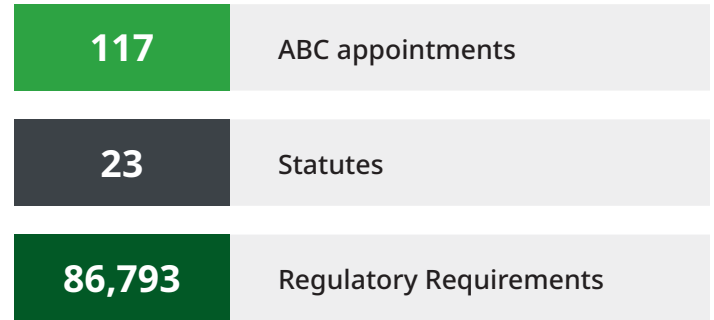 117 ABC appointments
23 Statutes
86,793 Regulatory Requirements